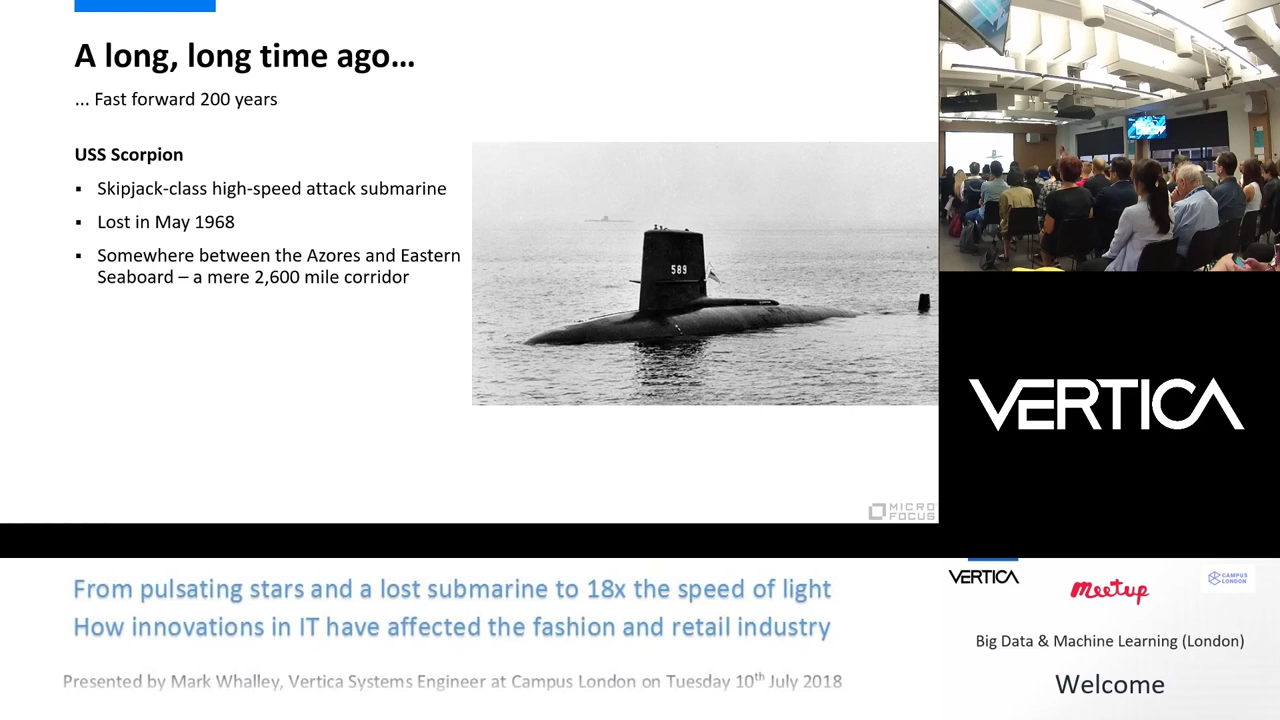 A long, long time ago…
... Fast forward 200 years
USS Scorpion
▪ Skipjack-class high-speed attack submarine
▪ Lost in May 1968
▪ Somewhere between the Azores and Eastern
Seaboard – a mere 2,600 mile corridor
589
MICRO
FOCUS
VERTICA
From pulsating stars and a lost submarine to 18x the speed of light
How innovations in IT have affected the fashion and retail industry
Presented by Mark Whalley, Vertica Systems Engineer at Campus London on Tuesday 10th July 2018
VERTICA
meetup
CAMPUS
LONDON
Big Data & Machine Learning (London)
Welcome